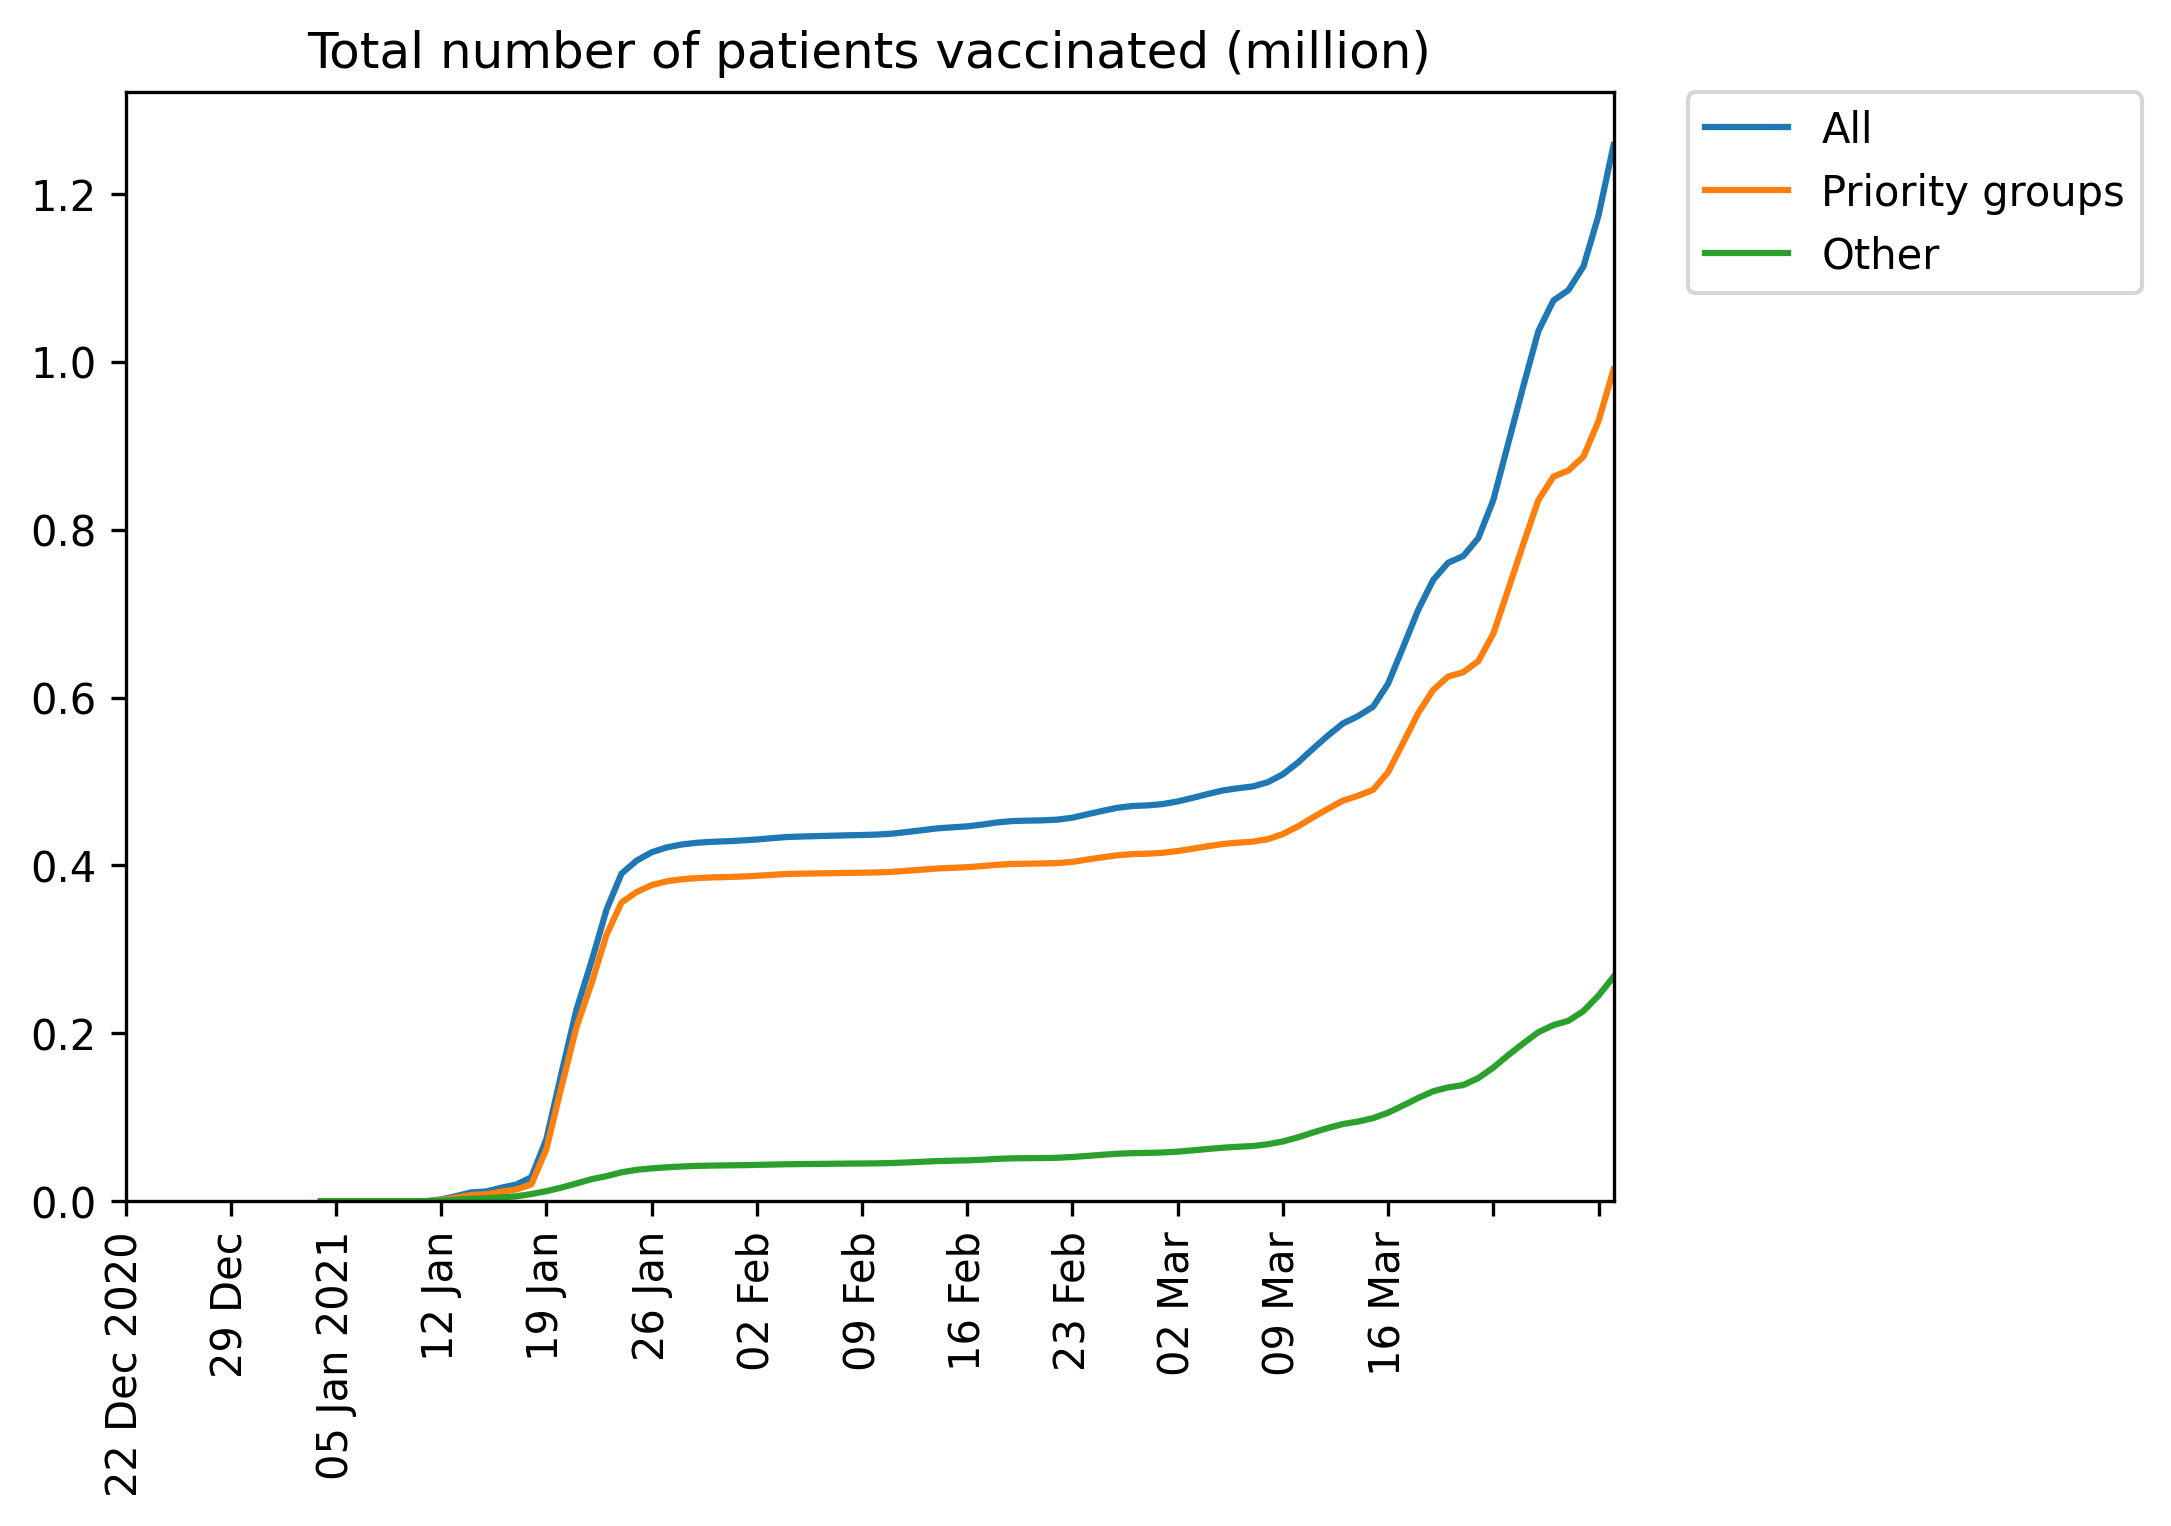 Total number of patients vaccinated (million)
All
Priority groups
Other
1.2
1.0
0.8
0.6
0.4
0.2
0.0
22 Dec 2020
29 Dec
05 Jan 2021
12 Jan
19 Jan
26 Jan
02 Feb
09 Feb
16 Feb
23 Feb
02 Mar
09 Mar
16 Mar